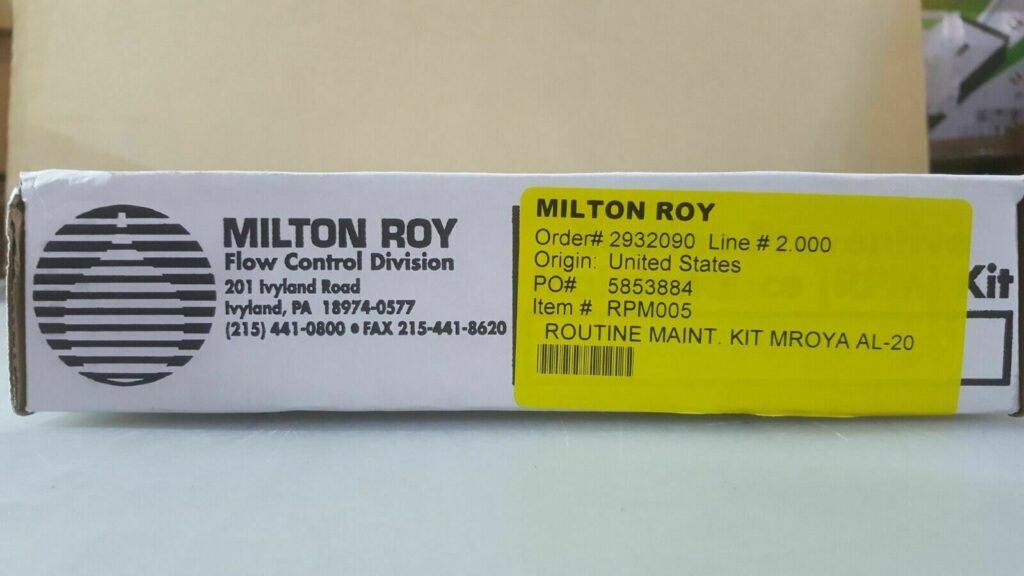 MILTON ROY
Flow Control Division
201 Ivyland Road
Ivyland, PA 18974-0577
(215) 441-0800 • FAX 215-441-8620
MILTON ROY
Order# 2932090 Line # 2.000
Origin: United States
PO# 5853884
Item # RPM005
ROUTINE MAINT. KIT MROYA AL-20
Kit